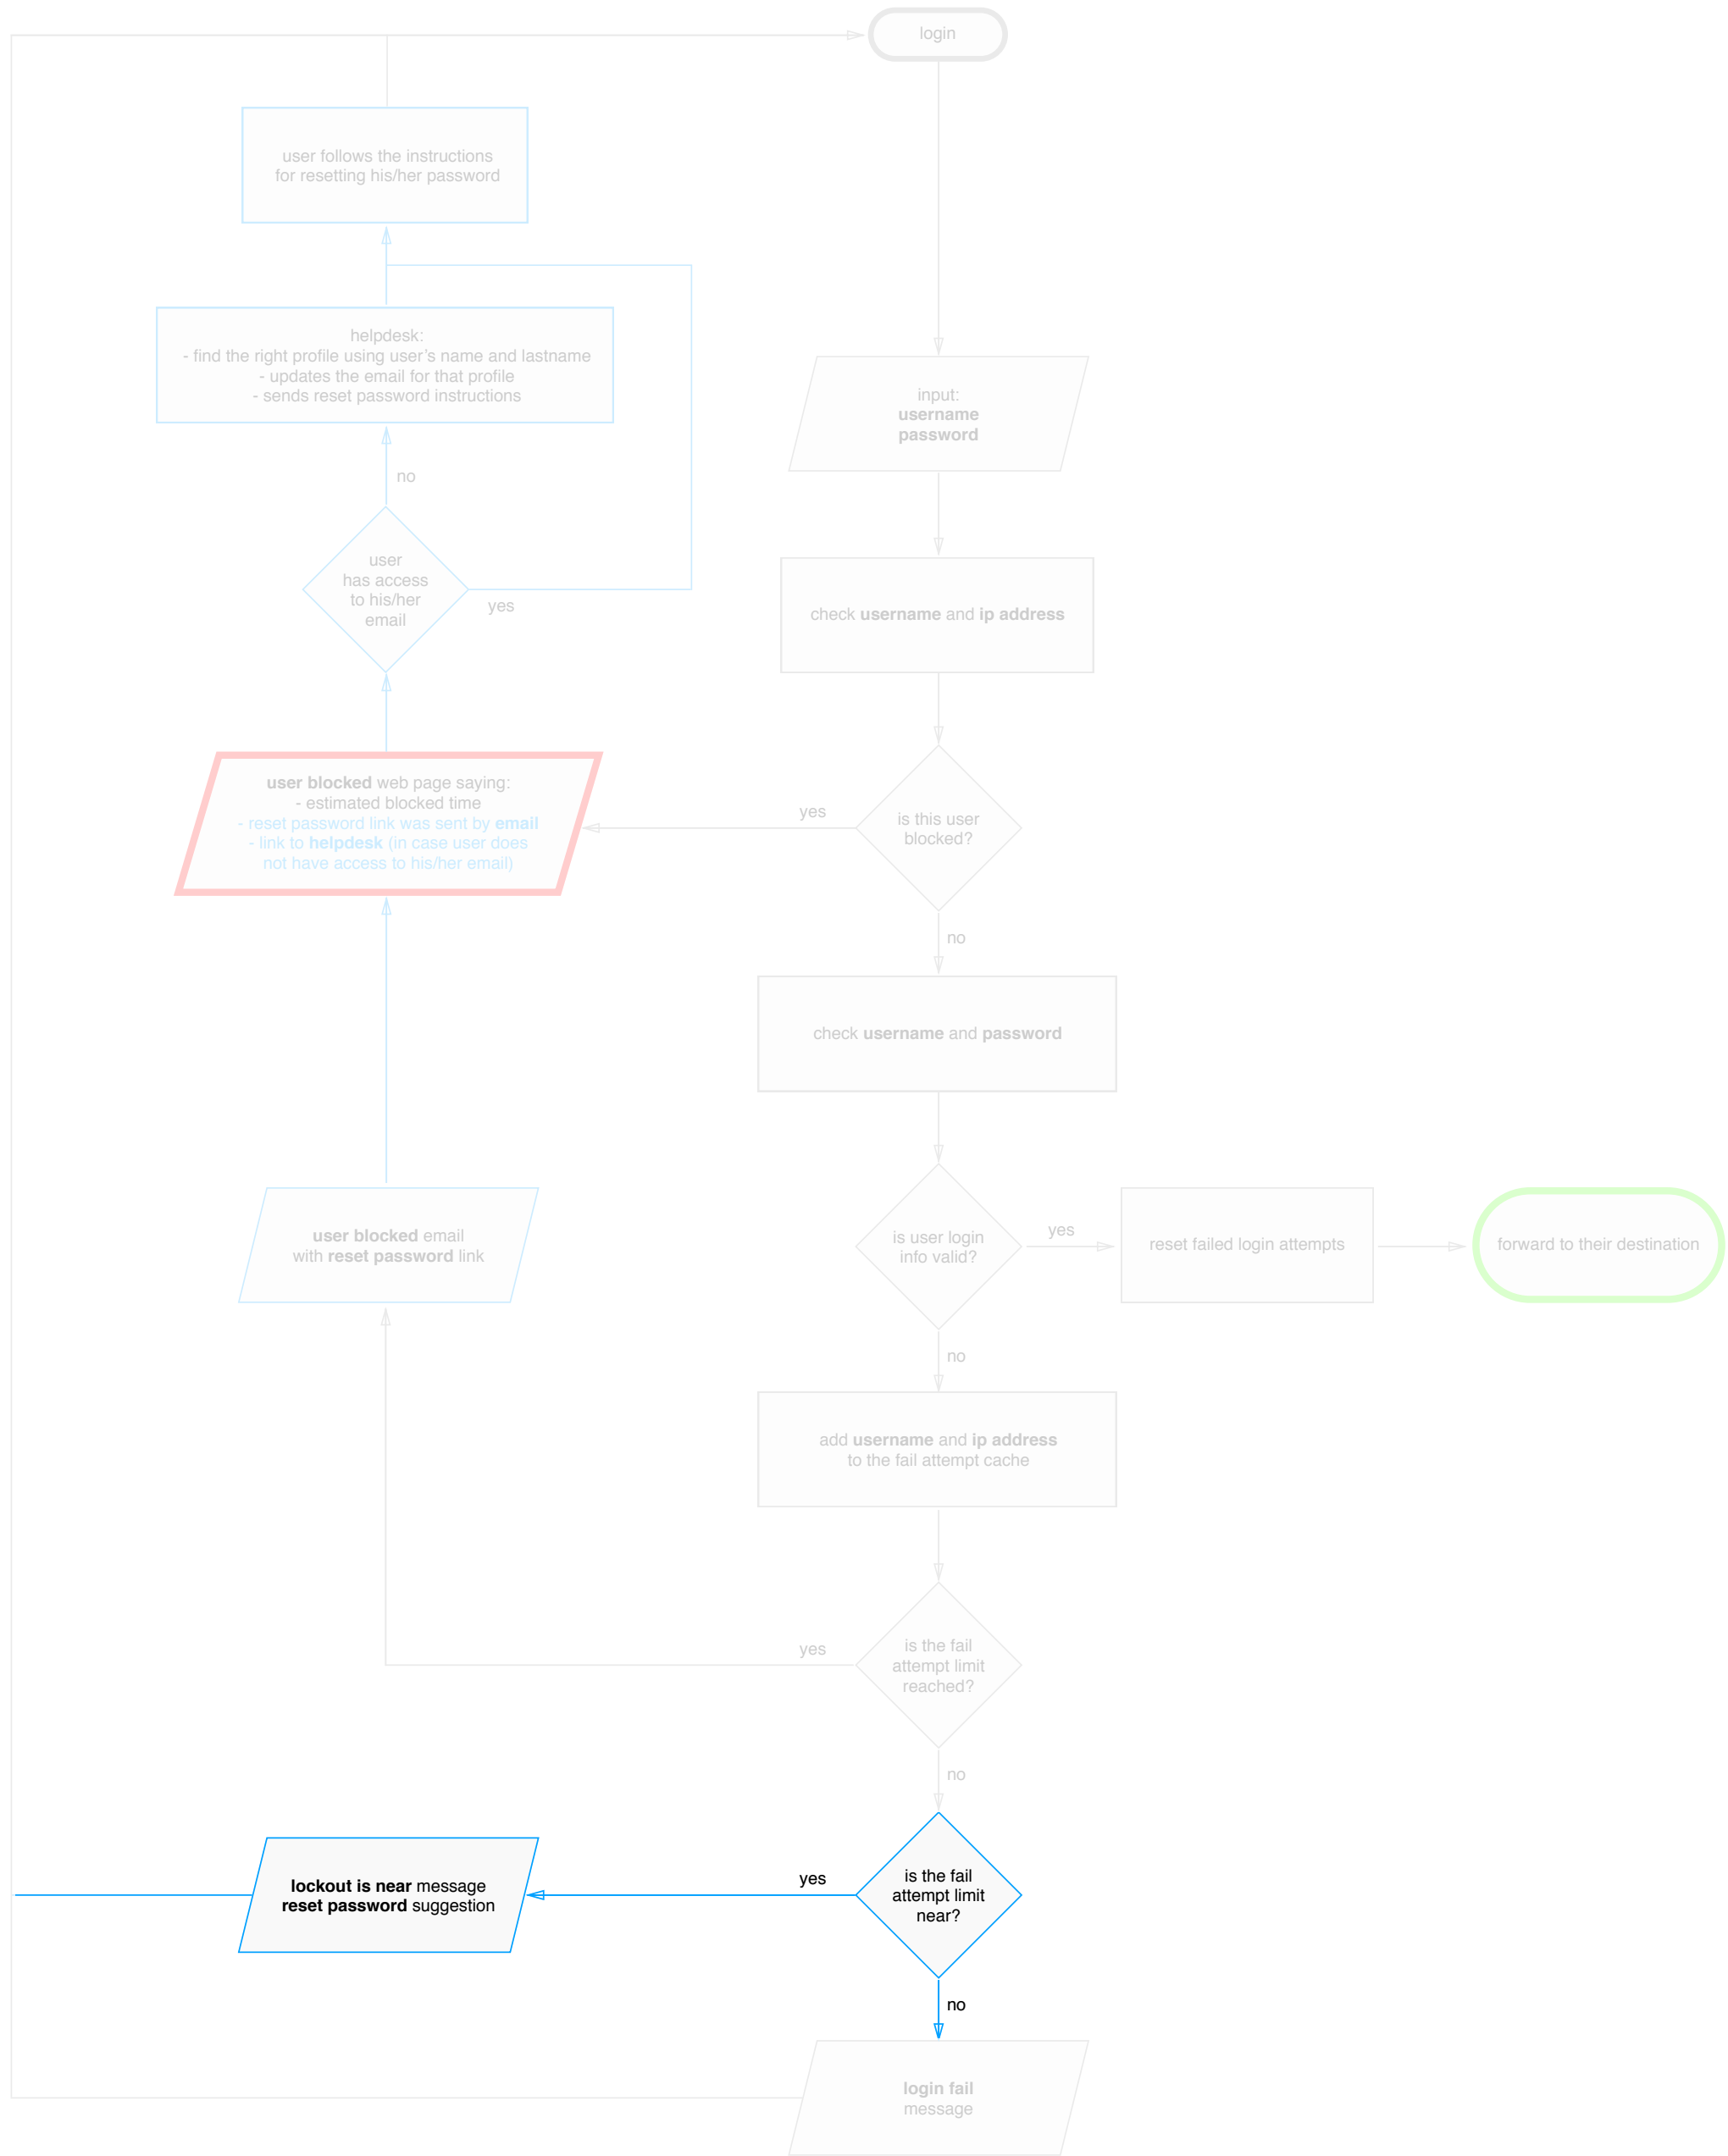 login
user follows the instructions
for resetting his/her password
helpdesk:
- find the right profile using user’s name and lastname
- updates the email for that profile
- sends reset password instructions
input:
username
password
no
user
has access
to his/her
email
yes
check username and ip address
user blocked web page saying:
- estimated blocked time
- reset password link was sent by email
- link to helpdesk (in case user does
not have access to his/her email)
yes
is this user
blocked?
no
check username and password
user blocked email
with reset password link
is user login
info valid?
yes
reset failed login attempts
forward to their destination
no
add username and ip address
to the fail attempt cache
yes
is the fail
attempt limit
reached?
no
lockout is near message
reset password suggestion
yes
is the fail
attempt limit
near?
no
login fail
message